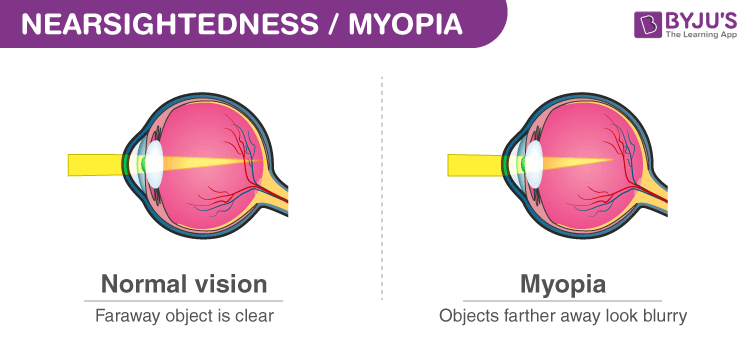 NEARSIGHTEDNESS / MYOPIA
BYJU'S
The Learning App
Normal vision
Faraway object is clear
Myopia
Objects farther away look blurry